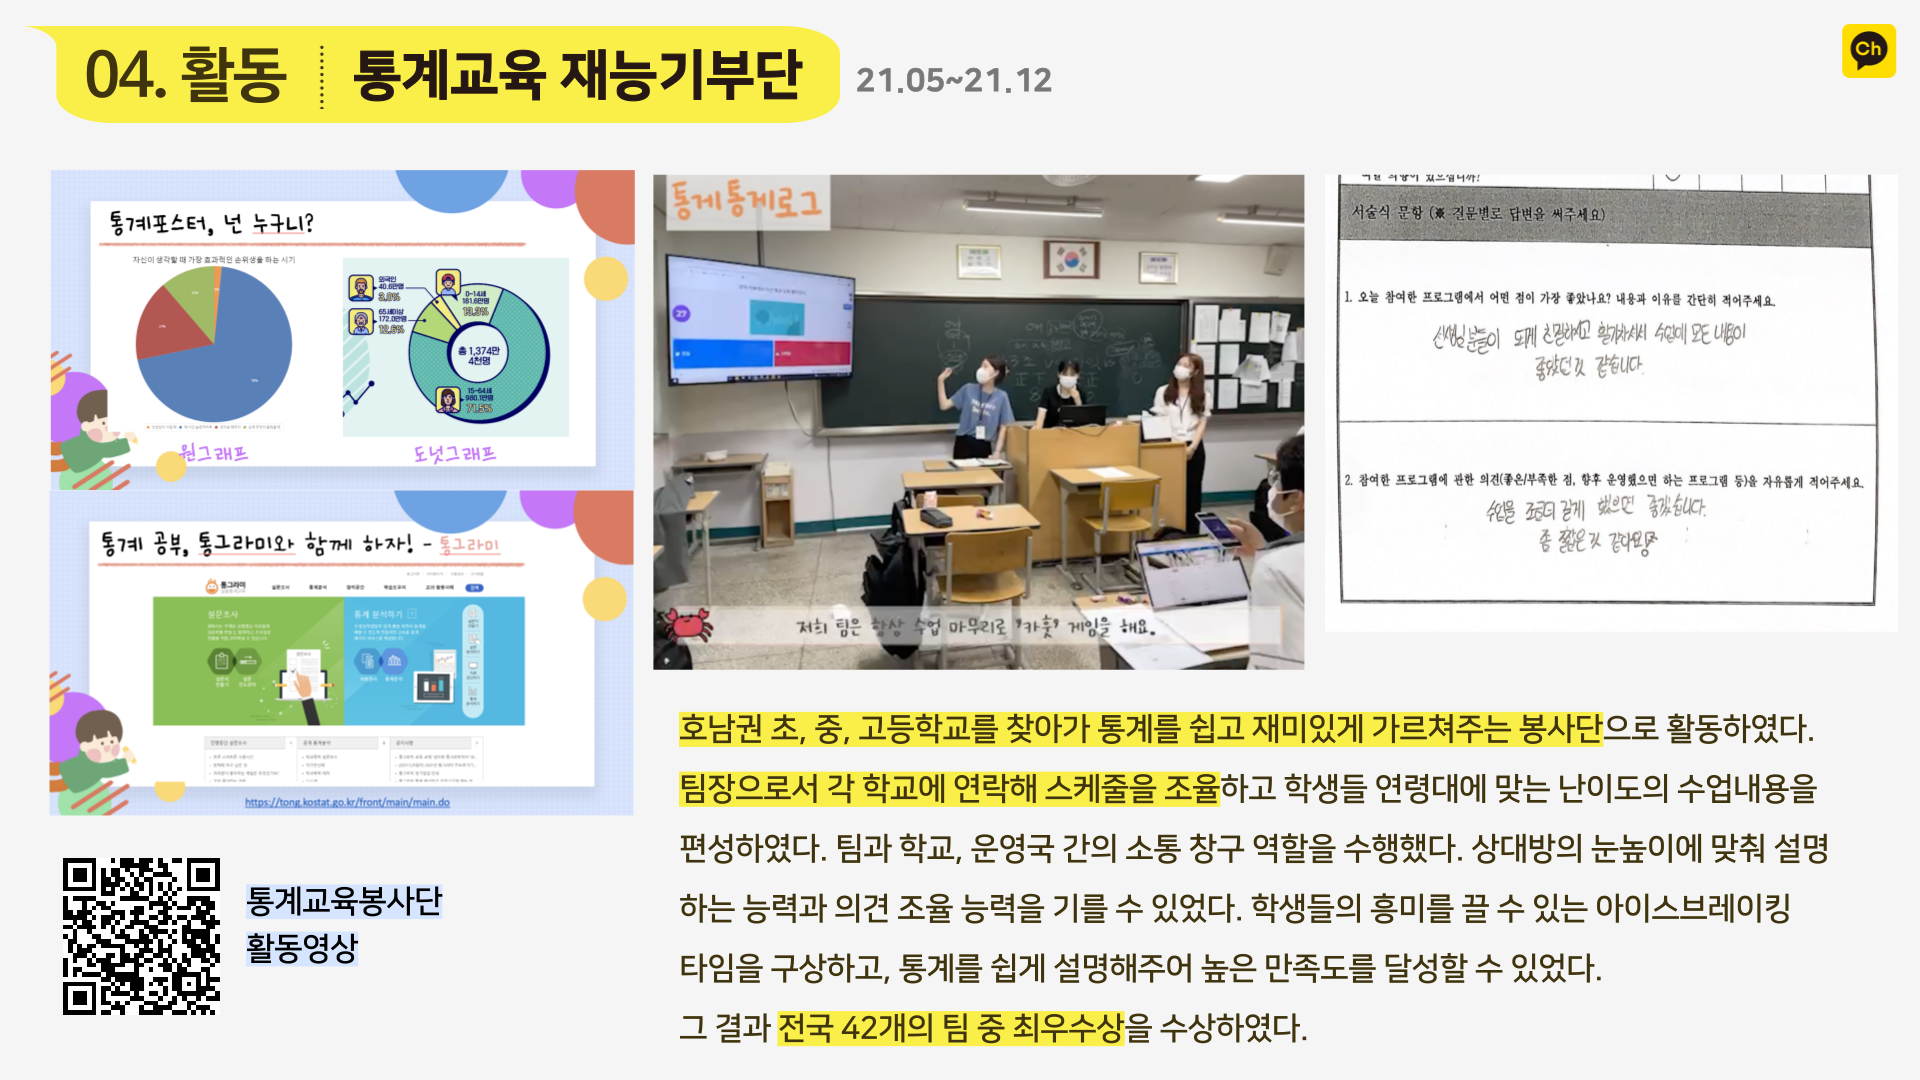 04. 활동
통계교육 재능기부단
21.05~21.12
Ch
통계포스터, 넌 누구니?
자신이 생각할 때 가장 효과적인 손위생을 하는 시기
외국인
40.6만명
3.0%
65세이상
172.0만명
12.6%
0-14세
181.6만명
13.3%
총 1,374만
4천명
15-64세
980.1만명
71.5%
원그래프
도넛그래프
통계 공부, 통그라미와 함께 하자! - 통그라미
통그라미
설문조사
통계 분석하기
https://tong.kostat.go.kr/front/main/main.do
통계통계로그
27
저희 팀은 항상 수업 마무리로 '카훗' 게임을 해요.
서술식 문항 (※ 질문별로 답변을 써주세요)
1. 오늘 참여한 프로그램에서 어떤 점이 가장 좋았나요? 내용과 이유를 간단히 적어주세요.
선생님분들이 되게 친절하시고 활기차셔서 수업에 모든 내용이
좋았던 것 같습니다.
2. 참여한 프로그램에 관한 의견(좋은/부족한 점, 향후 운영했으면 하는 프로그램 등)을 자유롭게 적어주세요.
수업을 조금더 길게 했으면 좋겠습니다.
좀 짧은 것 같아요
통계교육봉사단
활동영상
호남권 초, 중, 고등학교를 찾아가 통계를 쉽고 재미있게 가르쳐주는 봉사단으로 활동하였다.
팀장으로서 각 학교에 연락해 스케줄을 조율하고 학생들 연령대에 맞는 난이도의 수업내용을
편성하였다. 팀과 학교, 운영국 간의 소통 창구 역할을 수행했다. 상대방의 눈높이에 맞춰 설명
하는 능력과 의견 조율 능력을 기를 수 있었다. 학생들의 흥미를 끌 수 있는 아이스브레이킹
타임을 구상하고, 통계를 쉽게 설명해주어 높은 만족도를 달성할 수 있었다.
그 결과 전국 42개의 팀 중 최우수상을 수상하였다.